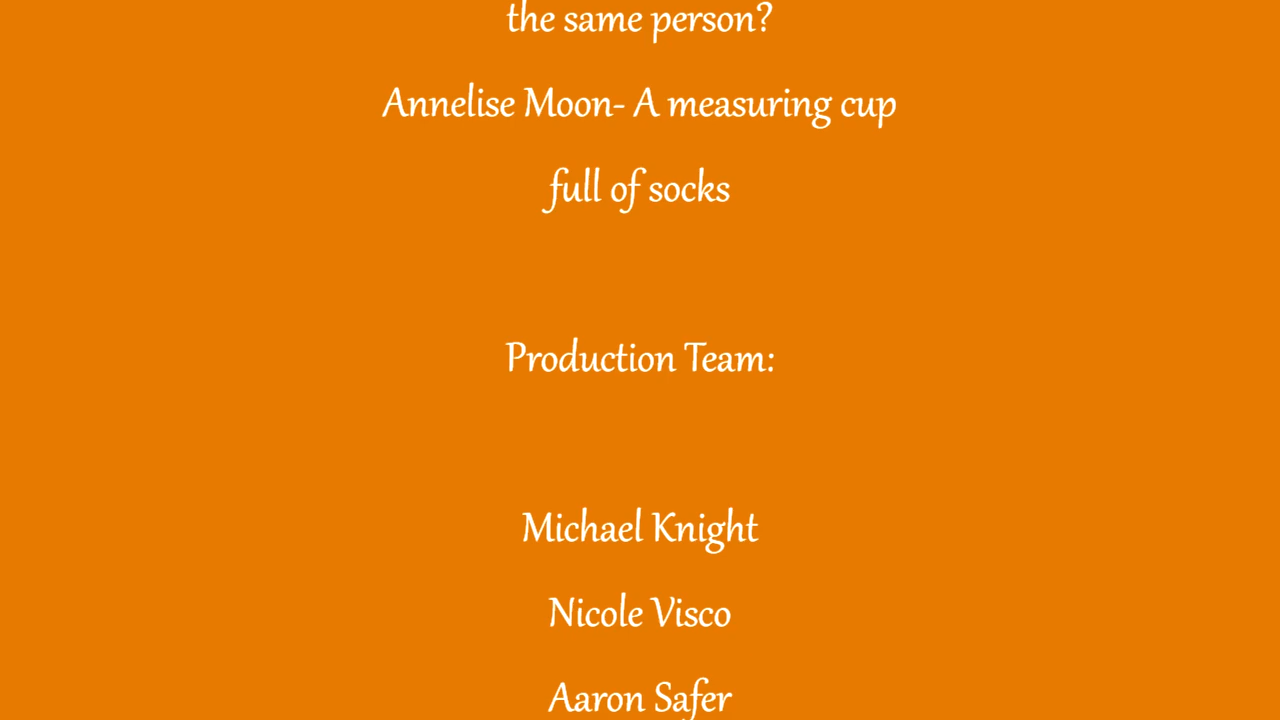 the same person?
Annelise Moon- A measuring cup
full of socks
Production Team:
Michael Knight
Nicole Visco
Aaron Safer